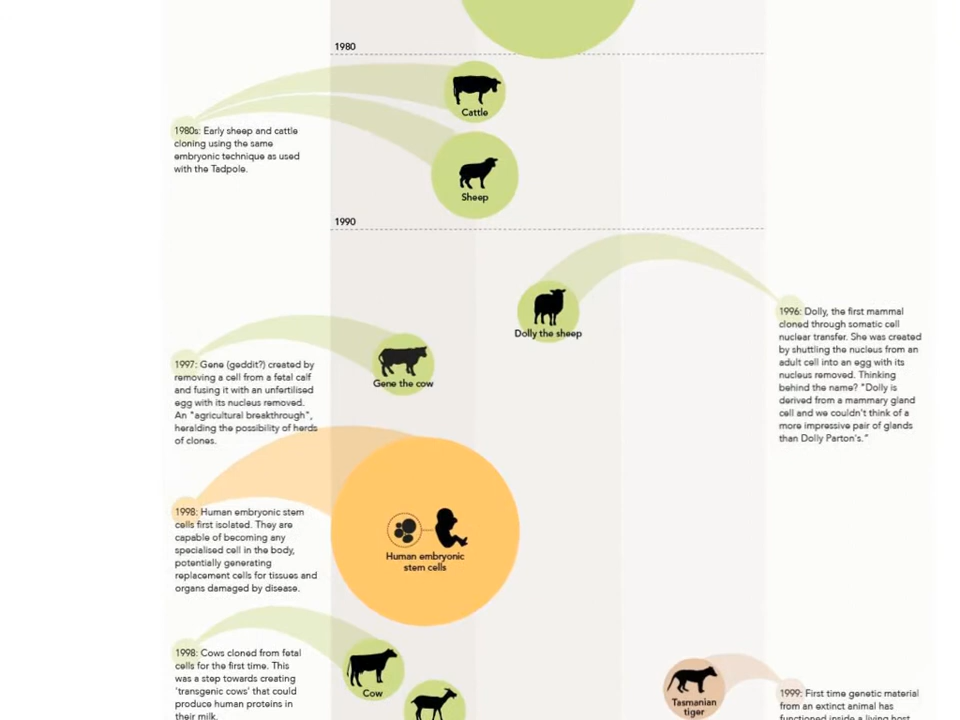 1980
Cattle
1980s: Early sheep and cattle
cloning using the same
embryonic technique as used
with the Tadpole.
Sheep
1990
1996: Dolly, the first mammal
cloned through somatic cell
nuclear transfer. She was created
by shuttling the nucleus from an
adult cell into an egg with its
nucleus removed. Thinking
behind the name? "Dolly is
derived from a mammary gland
cell and we couldn't think of a
more impressive pair of glands
than Dolly Parton's."
Dolly the sheep
1997: Gene (geddit?) created by
removing a cell from a fetal calf
and fusing it with an unfertilised
egg with its nucleus removed.
An "agricultural breakthrough",
heralding the possibility of herds
of clones.
Gene the cow
1998: Human embryonic stem
cells first isolated. They are
capable of becoming any
specialised cell in the body,
potentially generating
replacement cells for tissues and
organs damaged by disease.
Human embryonic
stem cells
1998: Cows cloned from fetal
cells for the first time. This
was a step towards creating
'transgenic cows' that could
produce human proteins in
their milk.
Cow
Tasmanian
tiger
1999: First time genetic material
from an extinct animal has
functioned inside a living host